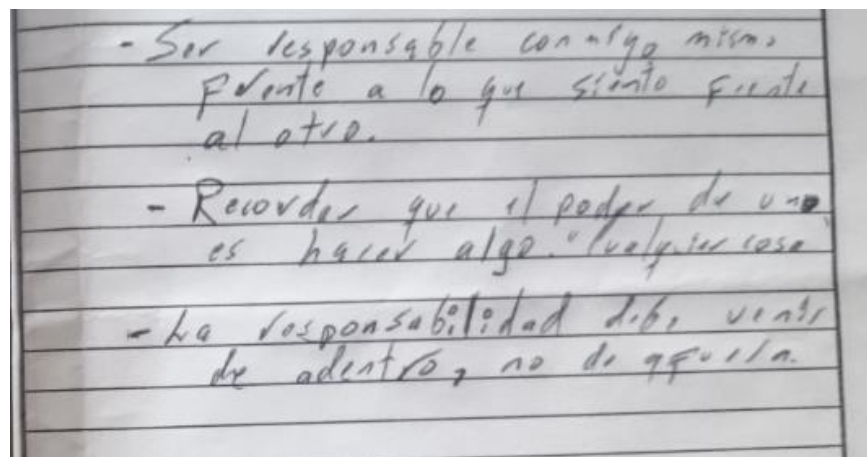 - Ser responsable conmigo mismo
frente a lo que siento frente
al otro.
- Recorder que el poder de uno
es hacer algo. "Cualquier cosa"
- La responsabilidad debe venir
de adentro, no de afuera.